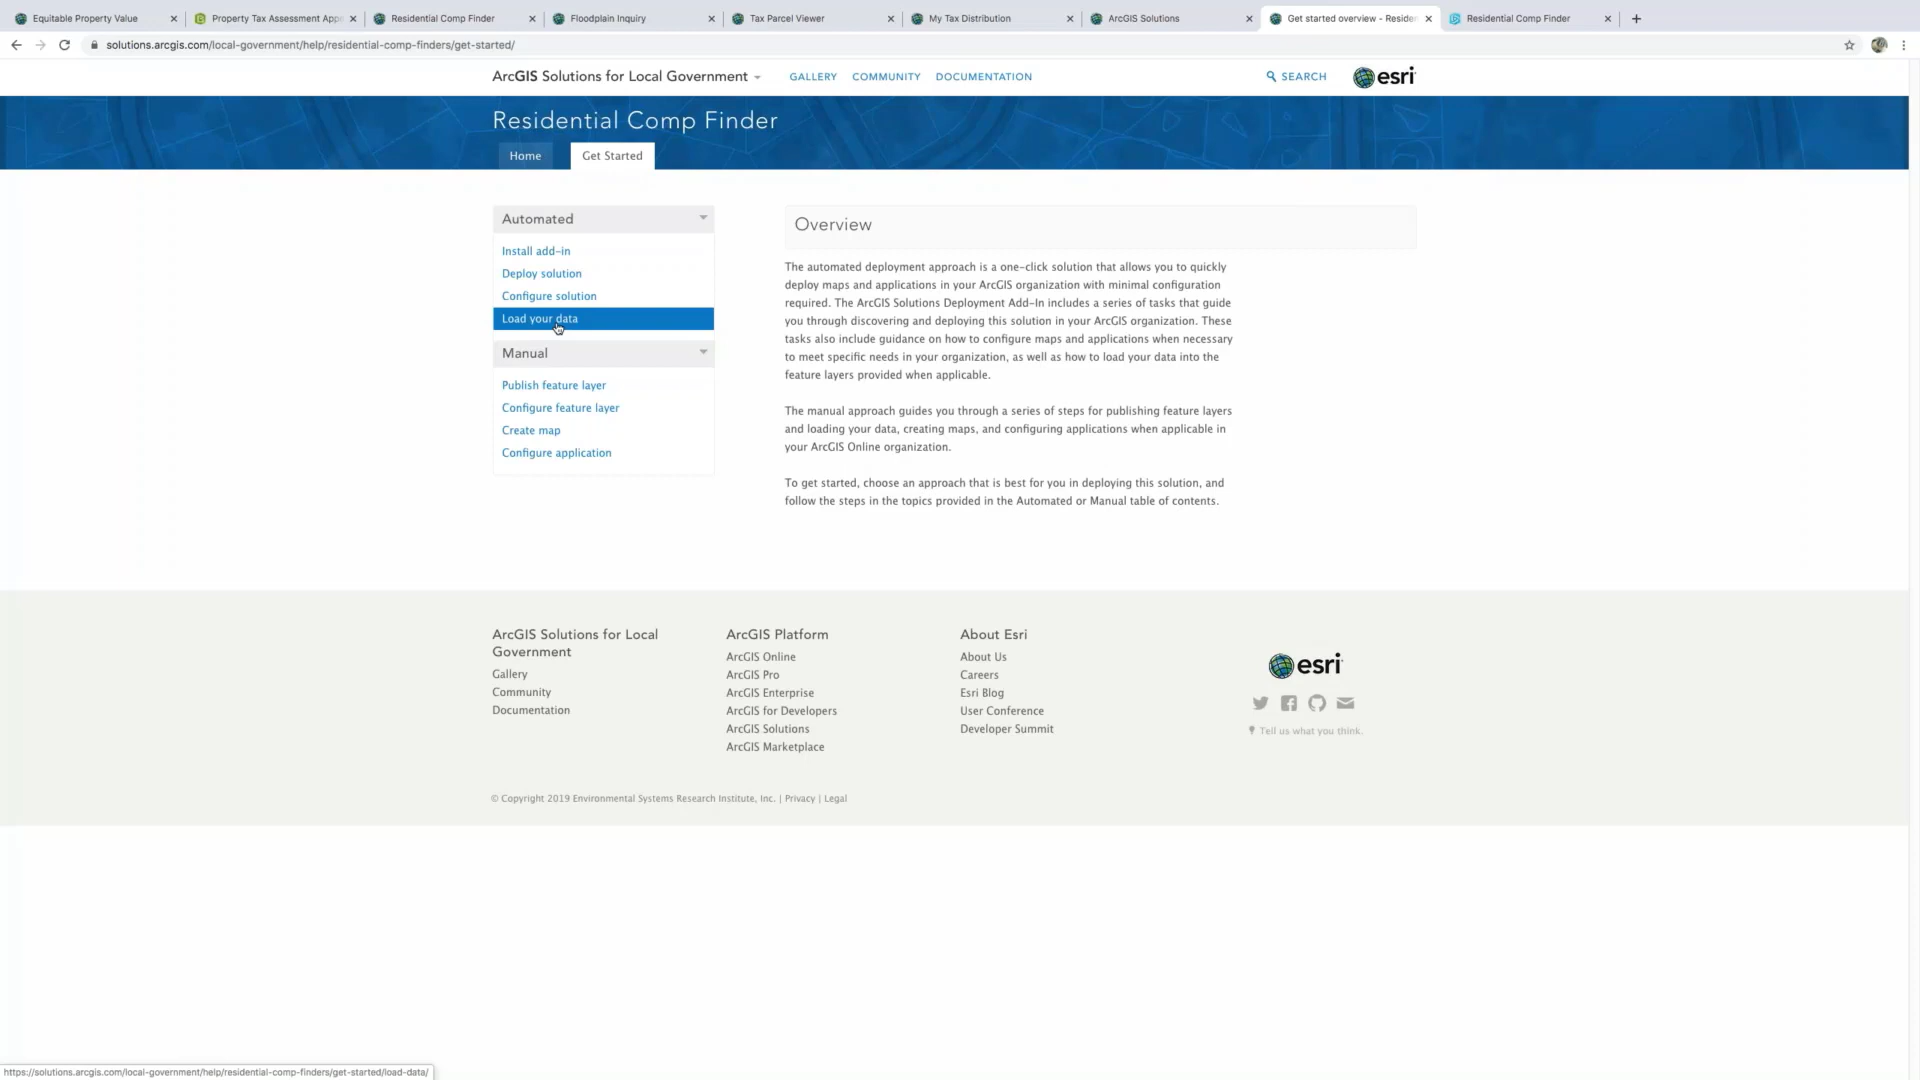 Equitable Property Value
Property Tax Assessment Appe
Residential Comp Finder
Floodplain Inquiry
Tax Parcel Viewer
My Tax Distribution
ArcGIS Solutions
Get started overview - Residen
Residential Comp Finder
solutions.arcgis.com/local-government/help/residential-comp-finders/get-started/
ArcGIS Solutions for Local Government
GALLERY
COMMUNITY
DOCUMENTATION
SEARCH
esri
Residential Comp Finder
Home
Get Started
Automated
Install add-in
Deploy solution
Configure solution
Load your data
Manual
Publish feature layer
Configure feature layer
Create map
Configure application
Overview
The automated deployment approach is a one-click solution that allows you to quickly
deploy maps and applications in your ArcGIS organization with minimal configuration
required. The ArcGIS Solutions Deployment Add-In includes a series of tasks that guide
you through discovering and deploying this solution in your ArcGIS organization. These
tasks also include guidance on how to configure maps and applications when necessary
to meet specific needs in your organization, as well as how to load your data into the
feature layers provided when applicable.
The manual approach guides you through a series of steps for publishing feature layers
and loading your data, creating maps, and configuring applications when applicable in
your ArcGIS Online organization.
To get started, choose an approach that is best for you in deploying this solution, and
follow the steps in the topics provided in the Automated or Manual table of contents.
ArcGIS Solutions for Local
Government
Gallery
Community
Documentation
ArcGIS Platform
ArcGIS Online
ArcGIS Pro
ArcGIS Enterprise
ArcGIS for Developers
ArcGIS Solutions
ArcGIS Marketplace
About Esri
About Us
Careers
Esri Blog
User Conference
Developer Summit
esri
Tell us what you think.
© Copyright 2019 Environmental Systems Research Institute, Inc. | Privacy | Legal
https://solutions.arcgis.com/local-government/help/residential-comp-finders/get-started/load-data/